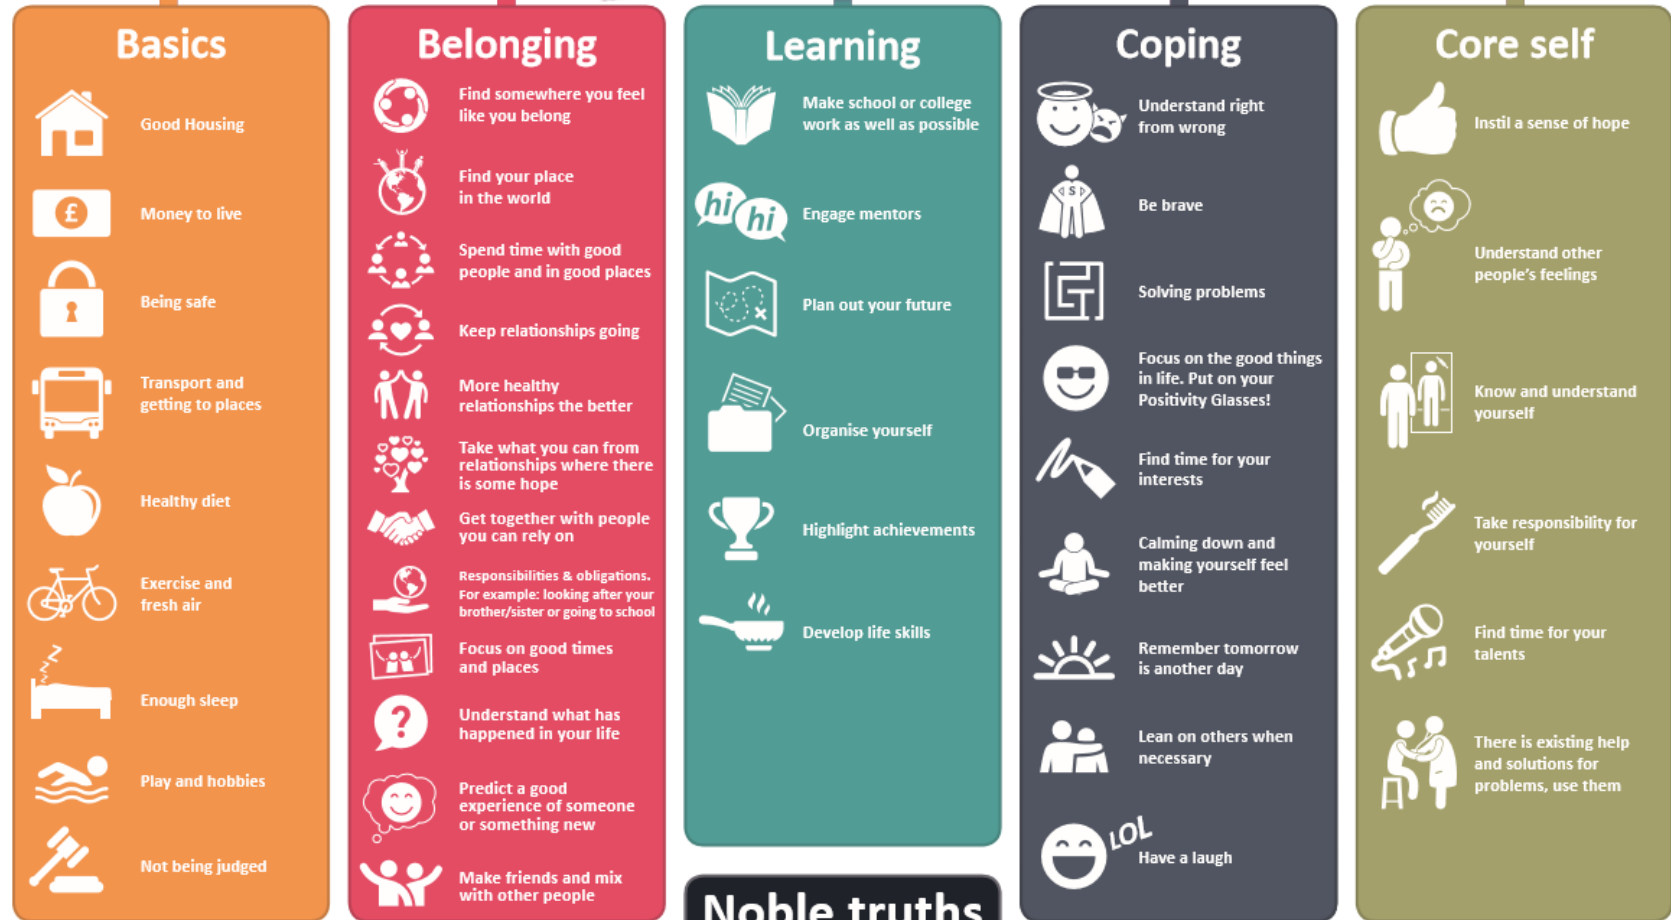 Basics
Good Housing
£
Money to live
Being safe
Transport and
getting to places
Healthy diet
Exercise and
fresh air
zzZ
Enough sleep
Play and hobbies
Not being judged
Belonging
Find somewhere you feel
like you belong
Find your place
in the world
Spend time with good
people and in good places
Keep relationships going
More healthy
relationships the better
Take what you can from
relationships where there
is some hope
Get together with people
you can rely on
Responsibilities & obligations.
For example: looking after your
brother/sister or going to school
Focus on good times
and places
?
Understand what has
happened in your life
Predict a good
experience of someone
or something new
Make friends and mix
with other people
Learning
Make school or college
work as well as possible
hi hi
Engage mentors
x
Plan out your future
Organise yourself
Highlight achievements
Develop life skills
Noble truths
Coping
Understand right
from wrong
S
Be brave
Solving problems
Focus on the good things
in life. Put on your
Positivity Glasses!
Find time for your
interests
Calming down and
making yourself feel
better
Remember tomorrow
is another day
Lean on others when
necessary
LOL
Have a laugh
Core self
Instil a sense of hope
Understand other
people's feelings
Know and understand
yourself
Take responsibility for
yourself
Find time for your
talents
There is existing help
and solutions for
problems, use them